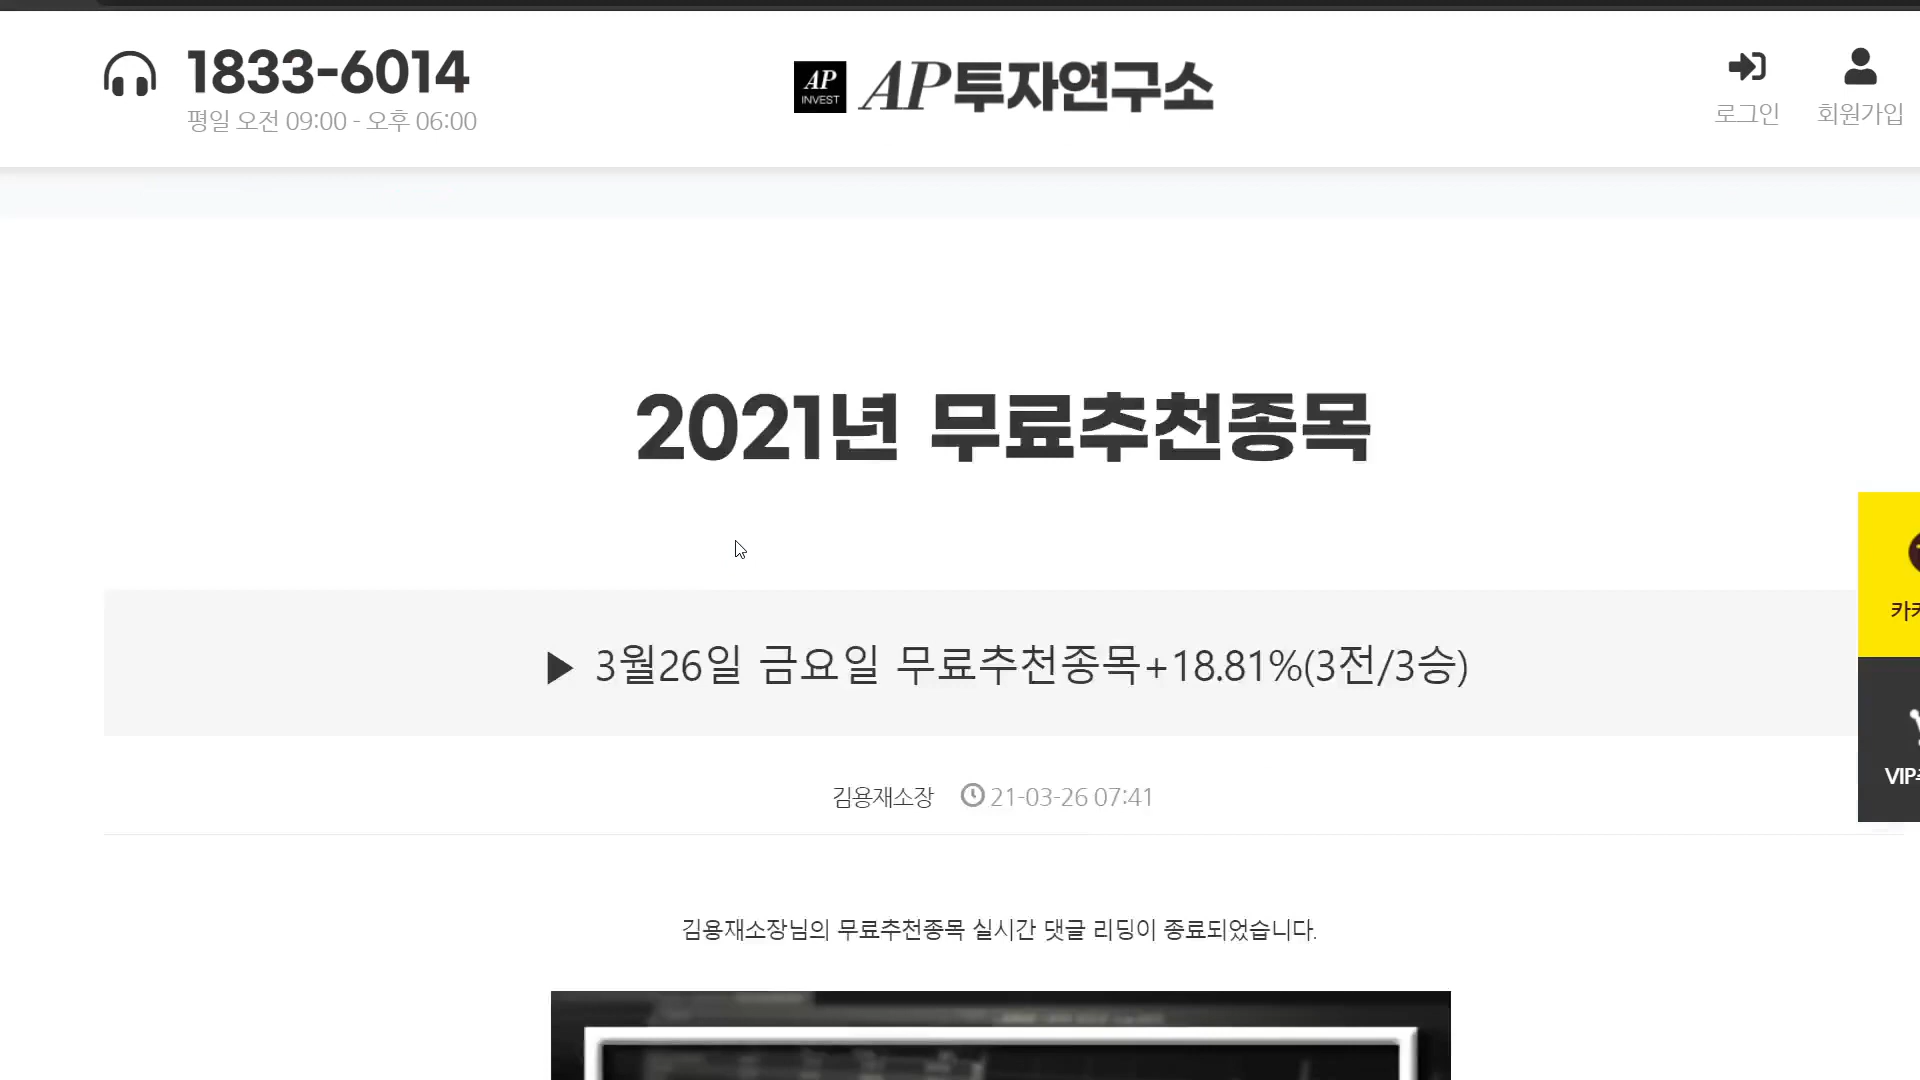 1833-6014
평일 오전 09:00 - 오후 06:00
AP
INVEST
AP투자연구소
로그인
회원가입
2021년 무료추천종목
▶ 3월26일 금요일 무료추천종목+18.81%(3전/3승)
김용재소장 21-03-26 07:41
김용재소장님의 무료추천종목 실시간 댓글 리딩이 종료되었습니다.
VIP